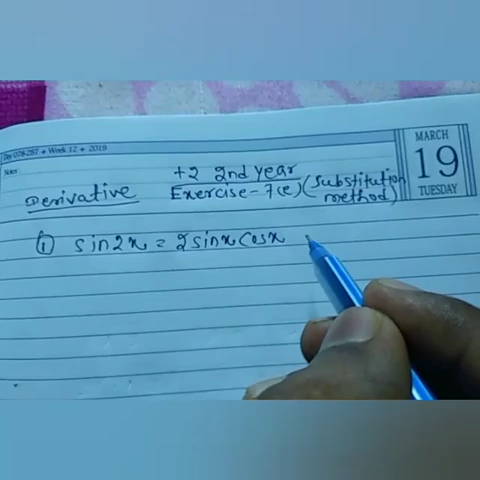 Day 078-287 • Week 12 • 2019
MARCH
19
TUESDAY
Notes
+2 2nd year
Derivative Exercise-7(e) (Substitution method)
① sin2x = 2sinx cosx